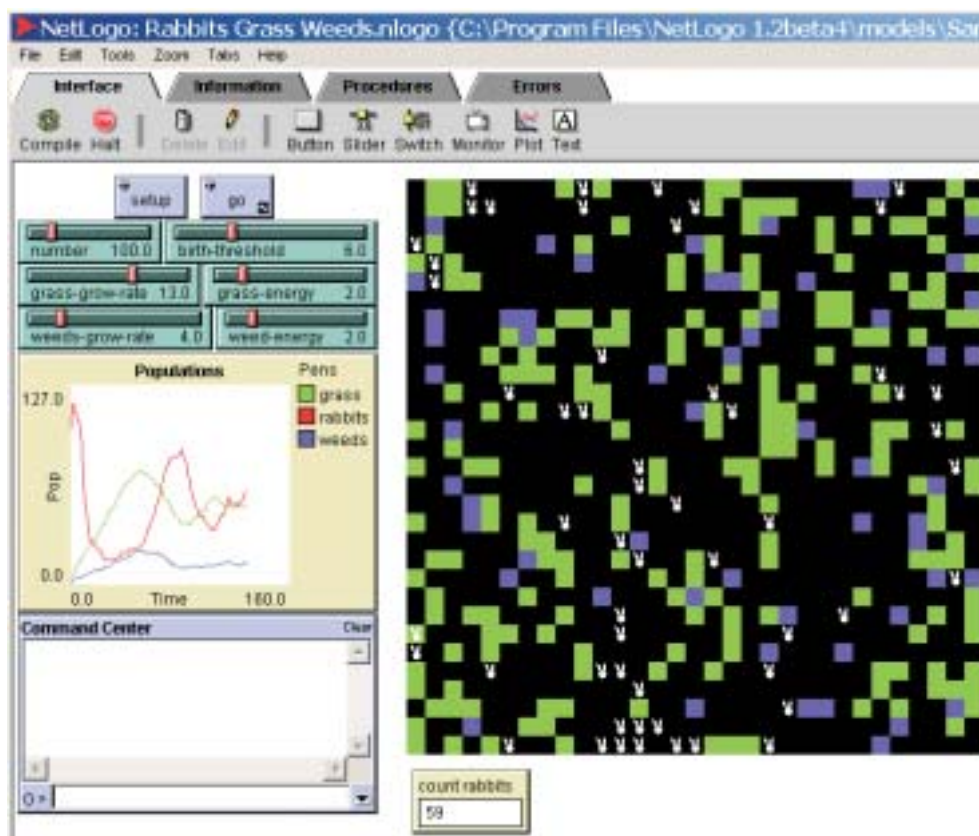 NetLogo: Rabbits Grass Weeds.nlogo {C:\Program Files\NetLogo 1.2beta4\models\Sa
File Edit Tools Zoom Tabs Help
Interface Information Procedures Errors
Compile Halt Delete Edit Button Slider Switch Monitor Plot Text
setup go
number 100.0 birth-threshold 6.0
grass-grow-rate 13.0 grass-energy 2.0
weeds-grow-rate 4.0 weed-energy 2.0
Populations Pens
127.0 grass
rabbits
weeds
Pop
0.0
0.0 Time 160.0
Command Center Clear
O>
count rabbits
59